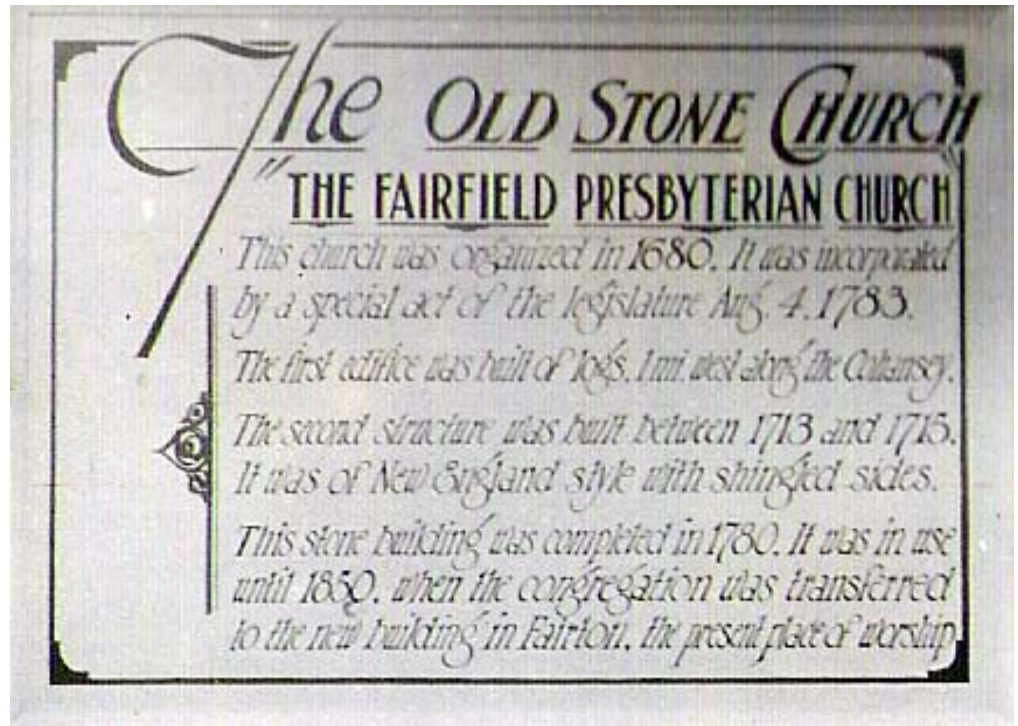 The OLD STONE CHURCH
"THE FAIRFIELD PRESBYTERIAN CHURCH"
This church was organized in 1680. It was incorporated
by a special act of the legislature Aug. 4. 1783.
The first edifice was built of logs. 1 mi. west along the Cohansey.
The second structure was built between 1713 and 1715.
It was of New England style with shingled sides.
This stone building was completed in 1780. It was in use
until 1850. when the congregation was transferred
to the new building in Fairton, the present place of worship